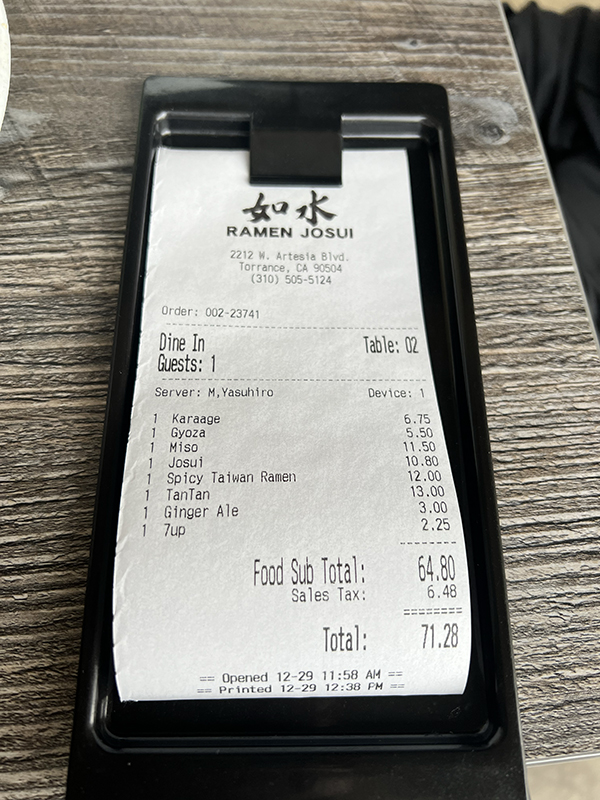 如水
RAMEN JOSUI
2212 W. Artesia Blvd.
Torrance, CA 90504
(310) 505-5124
Order: 002-23741
Dine In Table: 02
Guests: 1
Server: M,Yasuhiro Device: 1
1 Karaage 6.75
1 Gyoza 5.50
1 Miso 11.50
1 Josui 10.80
1 Spicy Taiwan Ramen 12.00
1 TanTan 13.00
1 Ginger Ale 3.00
1 7up 2.25
Food Sub Total: 64.80
Sales Tax: 6.48
Total: 71.28
== Opened 12-29 11:58 AM ==
== Printed 12-29 12:38 PM ==